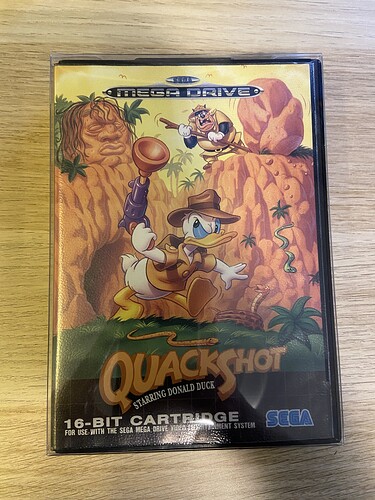 SEGA
MEGA DRIVE
QUACKSHOT
STARRING DONALD DUCK
16-BIT CARTRIDGE
FOR USE WITH THE SEGA MEGA DRIVE VIDEO ENTERTAINMENT SYSTEM
SEGA